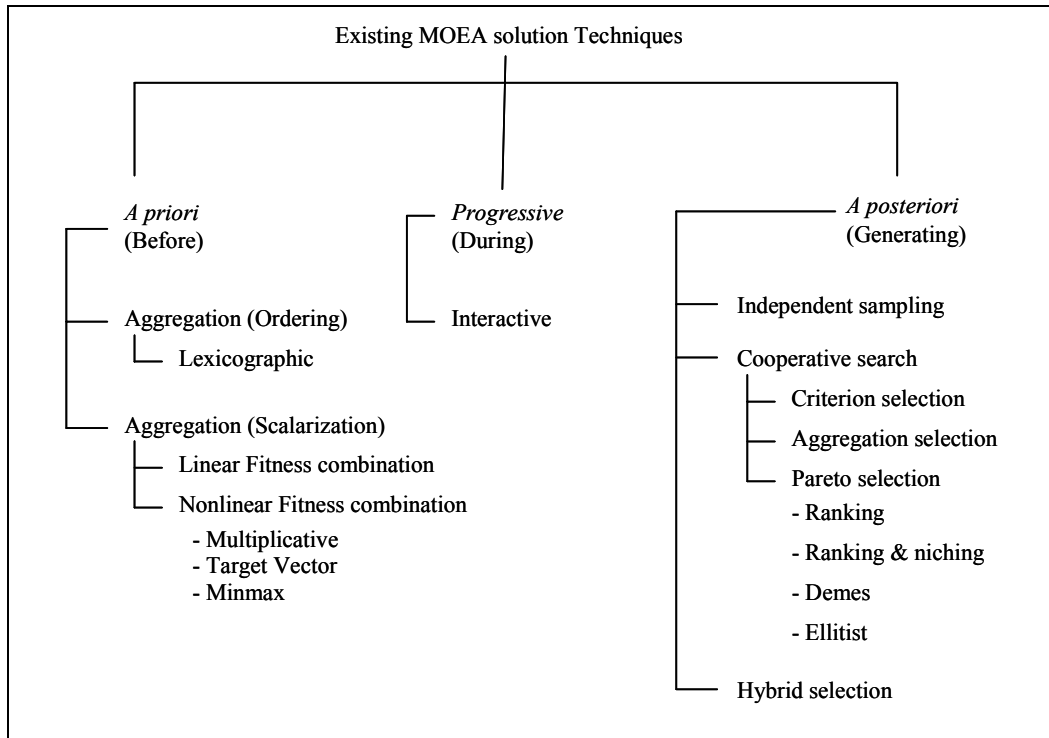 Existing MOEA solution Techniques
A priori
(Before)
Aggregation (Ordering)
Lexicographic
Aggregation (Scalarization)
Linear Fitness combination
Nonlinear Fitness combination
- Multiplicative
- Target Vector
- Minmax
Progressive
(During)
Interactive
A posteriori
(Generating)
Independent sampling
Cooperative search
Criterion selection
Aggregation selection
Pareto selection
- Ranking
- Ranking & niching
- Demes
- Ellitist
Hybrid selection